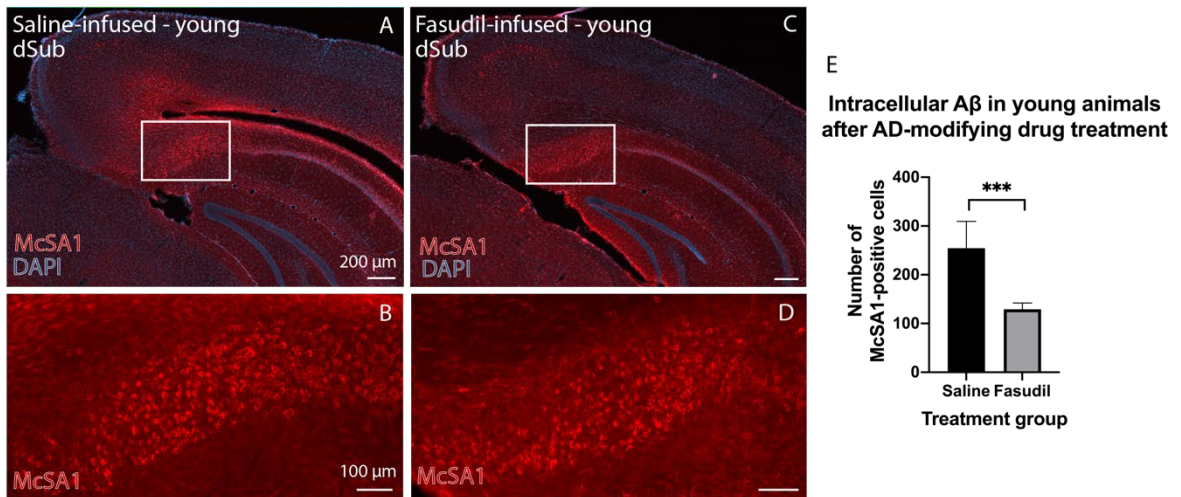 Saline-infused - young
dSub
A
McSA1
DAPI
200 µm
Fasudil-infused - young
dSub
C
McSA1
DAPI
B
McSA1
100 µm
D
McSA1
E
Intracellular Aβ in young animals
after AD-modifying drug treatment
400
300
200
100
0
Number of
McSA1-positive cells
***
Saline Fasudil
Treatment group